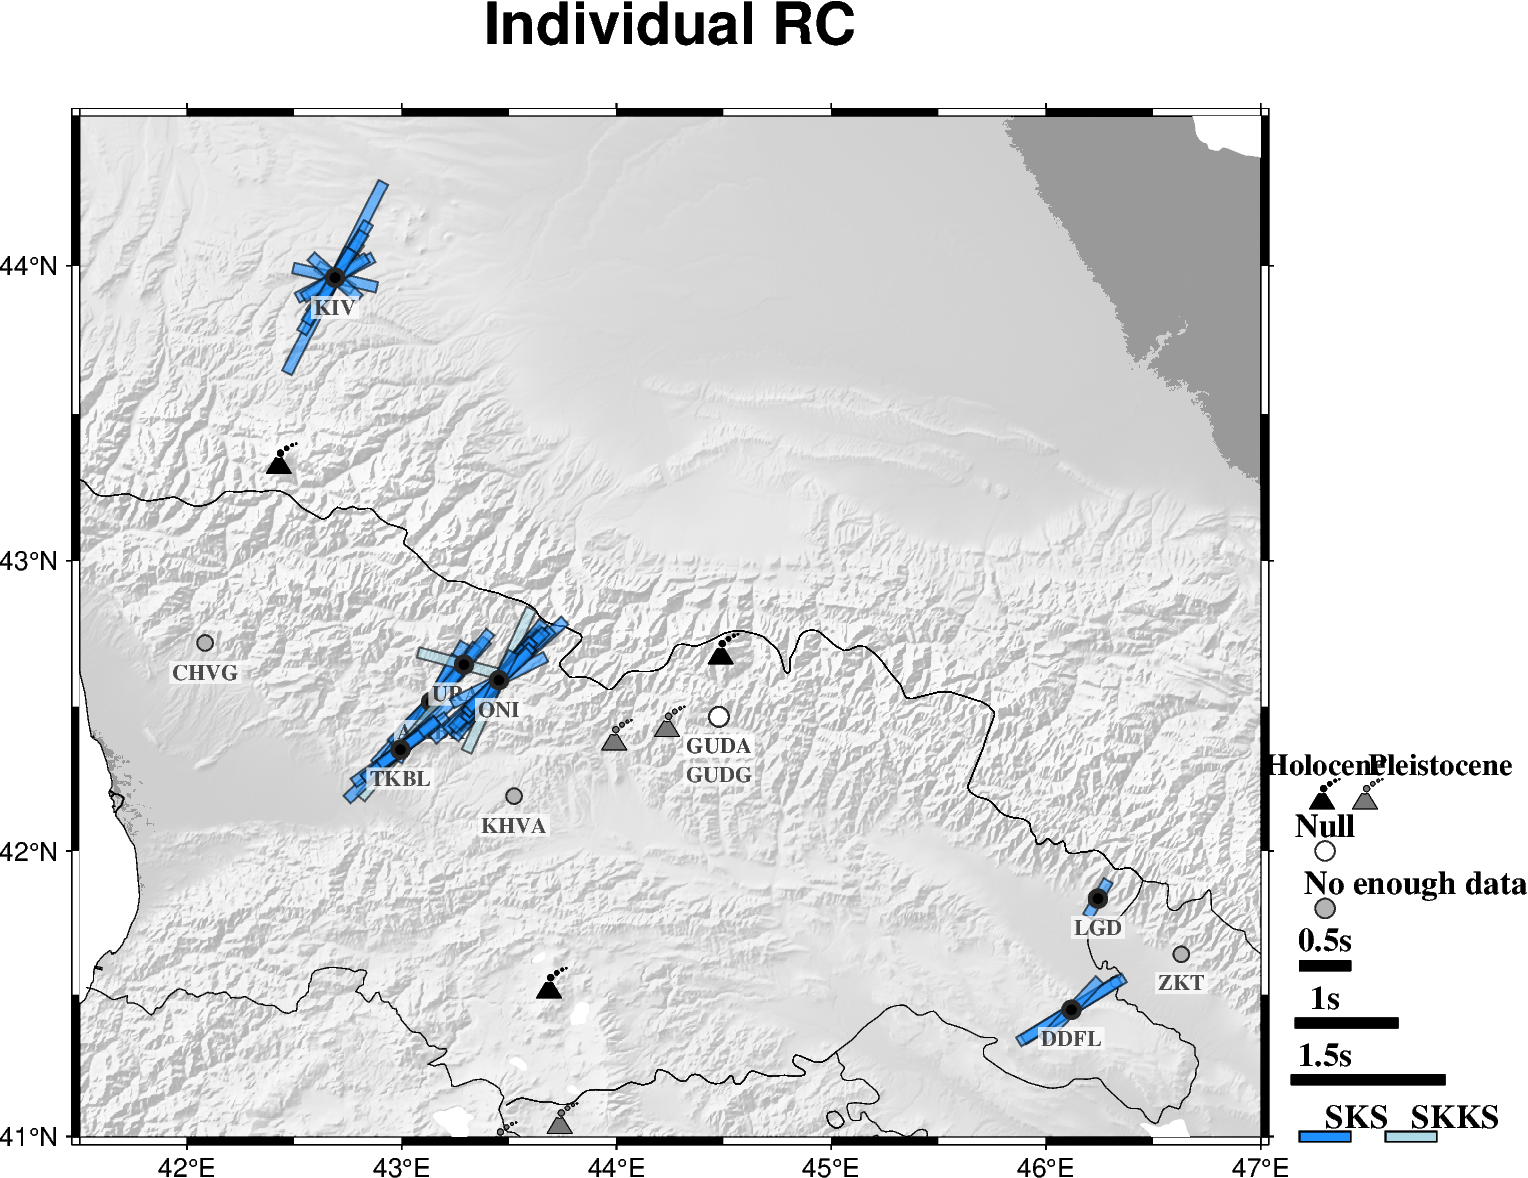 Individual RC
44°N
43°N
42°N
41°N
42°E
43°E
44°E
45°E
46°E
47°E
KIV
CHVG
URA
ONI
TKBL
KHVA
GUDA
GUDG
LGD
ZKT
DDFL
Holocene
Pleistocene
Null
No enough data
0.5s
1s
1.5s
SKS SKKS